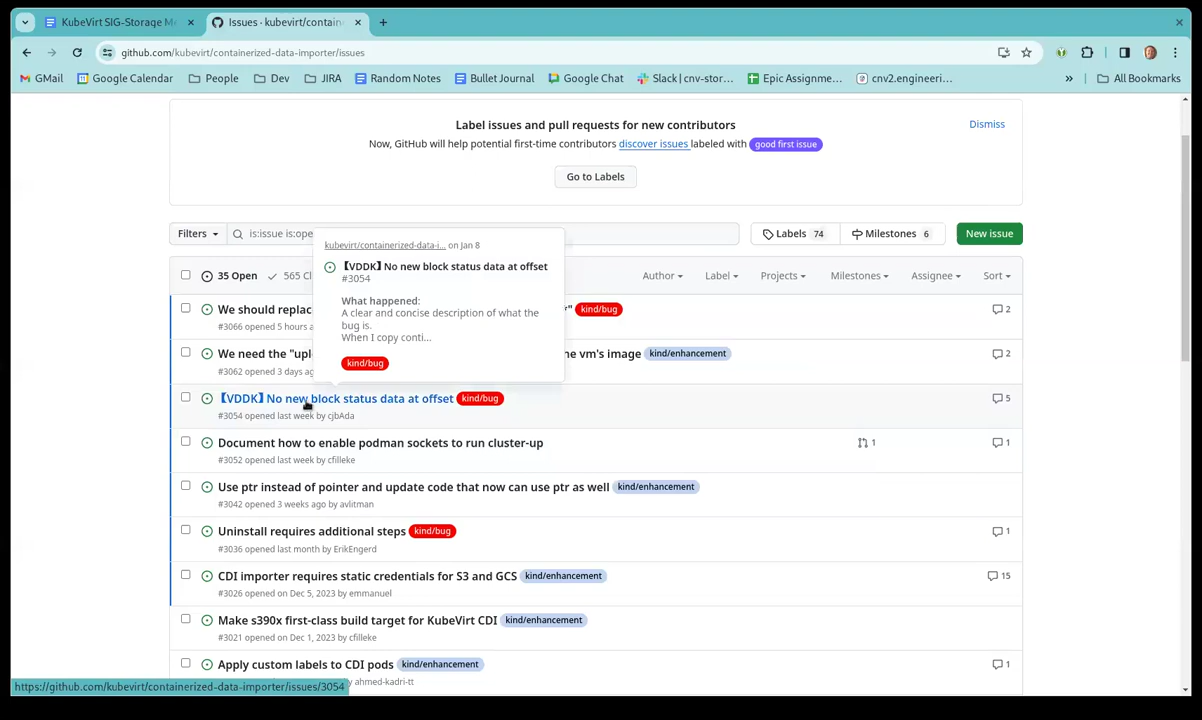 KubeVirt SIG-Storage Me
Issues · kubevirt/contain
github.com/kubevirt/containerized-data-importer/issues
GMail
Google Calendar
People
Dev
JIRA
Random Notes
Bullet Journal
Google Chat
Slack | cnv-stor...
Epic Assignme...
cnv2.engineeri...
»
All Bookmarks
Label issues and pull requests for new contributors
Dismiss
Now, GitHub will help potential first-time contributors discover issues labeled with good first issue
Go to Labels
Filters
is:issue is:ope
Labels 74
Milestones 6
New issue
kubevirt/containerized-data-i... on Jan 8
【VDDK】No new block status data at offset
#3054
What happened:
A clear and concise description of what the
bug is.
When I copy conti...
kind/bug
35 Open
565 Cl
Author
Label
Projects
Milestones
Assignee
Sort
We should replac
" kind/bug
2
#3066 opened 5 hours a
We need the "upl
ne vm's image kind/enhancement
2
#3062 opened 3 days ag
【VDDK】No new block status data at offset kind/bug
5
#3054 opened last week by cjbAda
Document how to enable podman sockets to run cluster-up
1
1
#3052 opened last week by cfilleke
Use ptr instead of pointer and update code that now can use ptr as well kind/enhancement
#3042 opened 3 weeks ago by avlitman
Uninstall requires additional steps kind/bug
1
#3036 opened last month by ErikEngerd
CDI importer requires static credentials for S3 and GCS kind/enhancement
15
#3026 opened on Dec 5, 2023 by emmanuel
Make s390x first-class build target for KubeVirt CDI kind/enhancement
#3021 opened on Dec 1, 2023 by cfilleke
Apply custom labels to CDI pods kind/enhancement
1
by ahmed-kadri-tt
https://github.com/kubevirt/containerized-data-importer/issues/3054